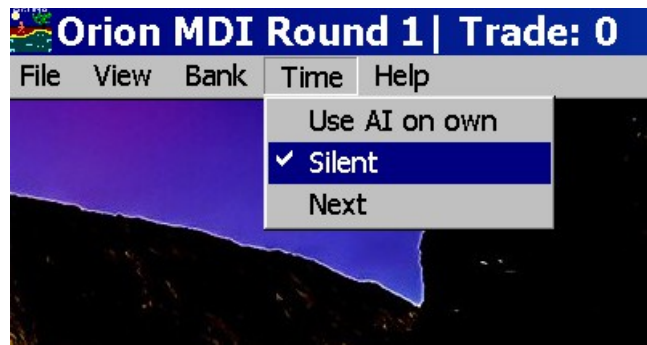 Orion MDI Round 1| Trade: 0
File View Bank Time Help
Use AI on own
Silent
Next